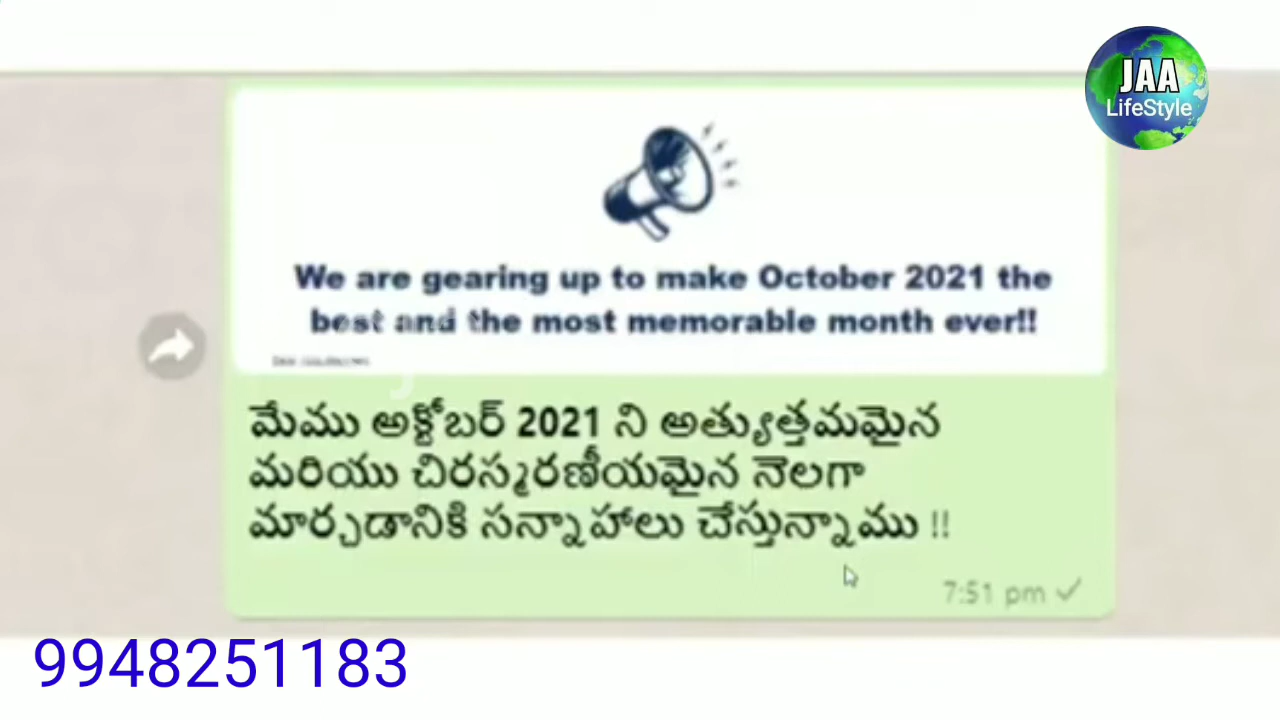 JAA
LifeStyle
We are gearing up to make October 2021 the
best and the most memorable month ever!!
మేము అక్టోబర్ 2021 ని అత్యుత్తమమైన
మరియు చిరస్మరణీయమైన నెలగా
మార్చడానికి సన్నాహాలు చేస్తున్నాము !!
7:51 pm
9948251183